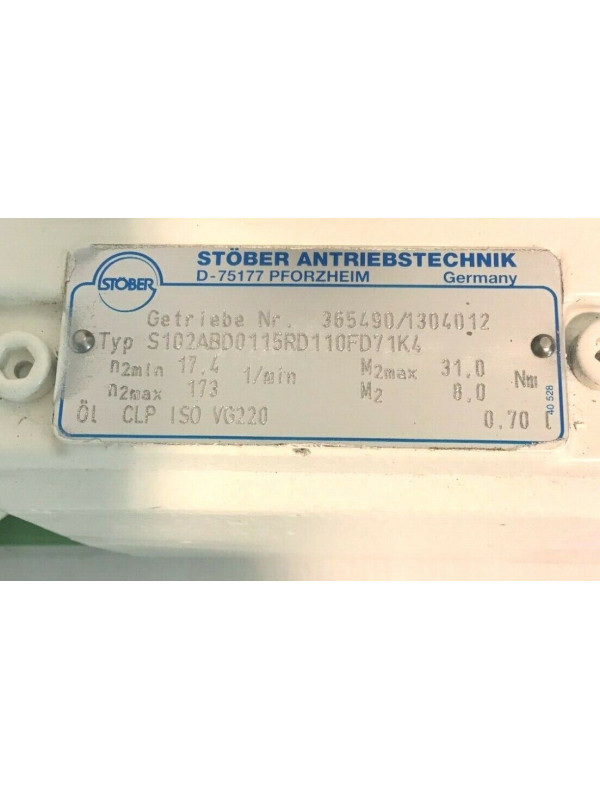 STÖBER
STÖBER ANTRIEBSTECHNIK
D-75177 PFORZHEIM Germany
Getriebe Nr. 365490/1304012
Typ S102ABD0115RD110FD71K4
n2min 17.4 1/min M2max 31.0 Nm
n2max 173 M2 8.0
Öl CLP ISO VG220 0.70 l
40 528